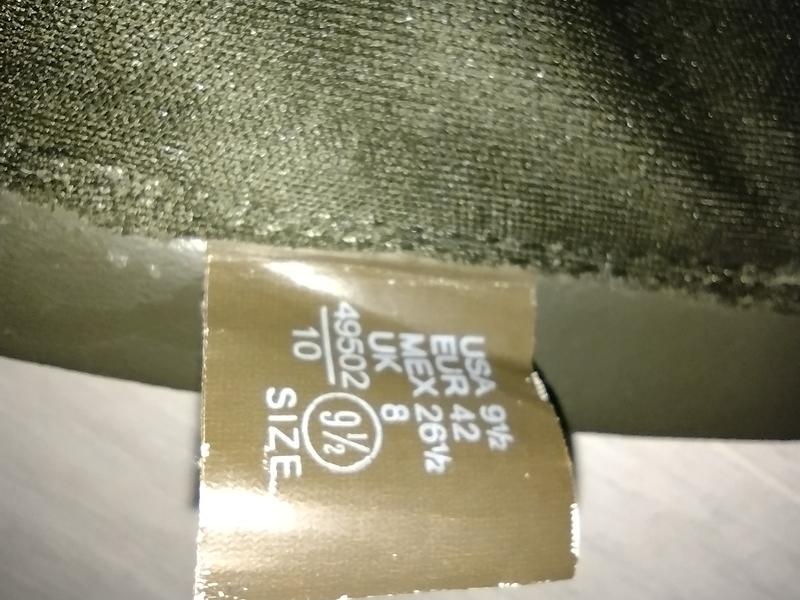 USA 9½
EUR 42
MEX 26½
UK 8
49502
10
9½
SIZE